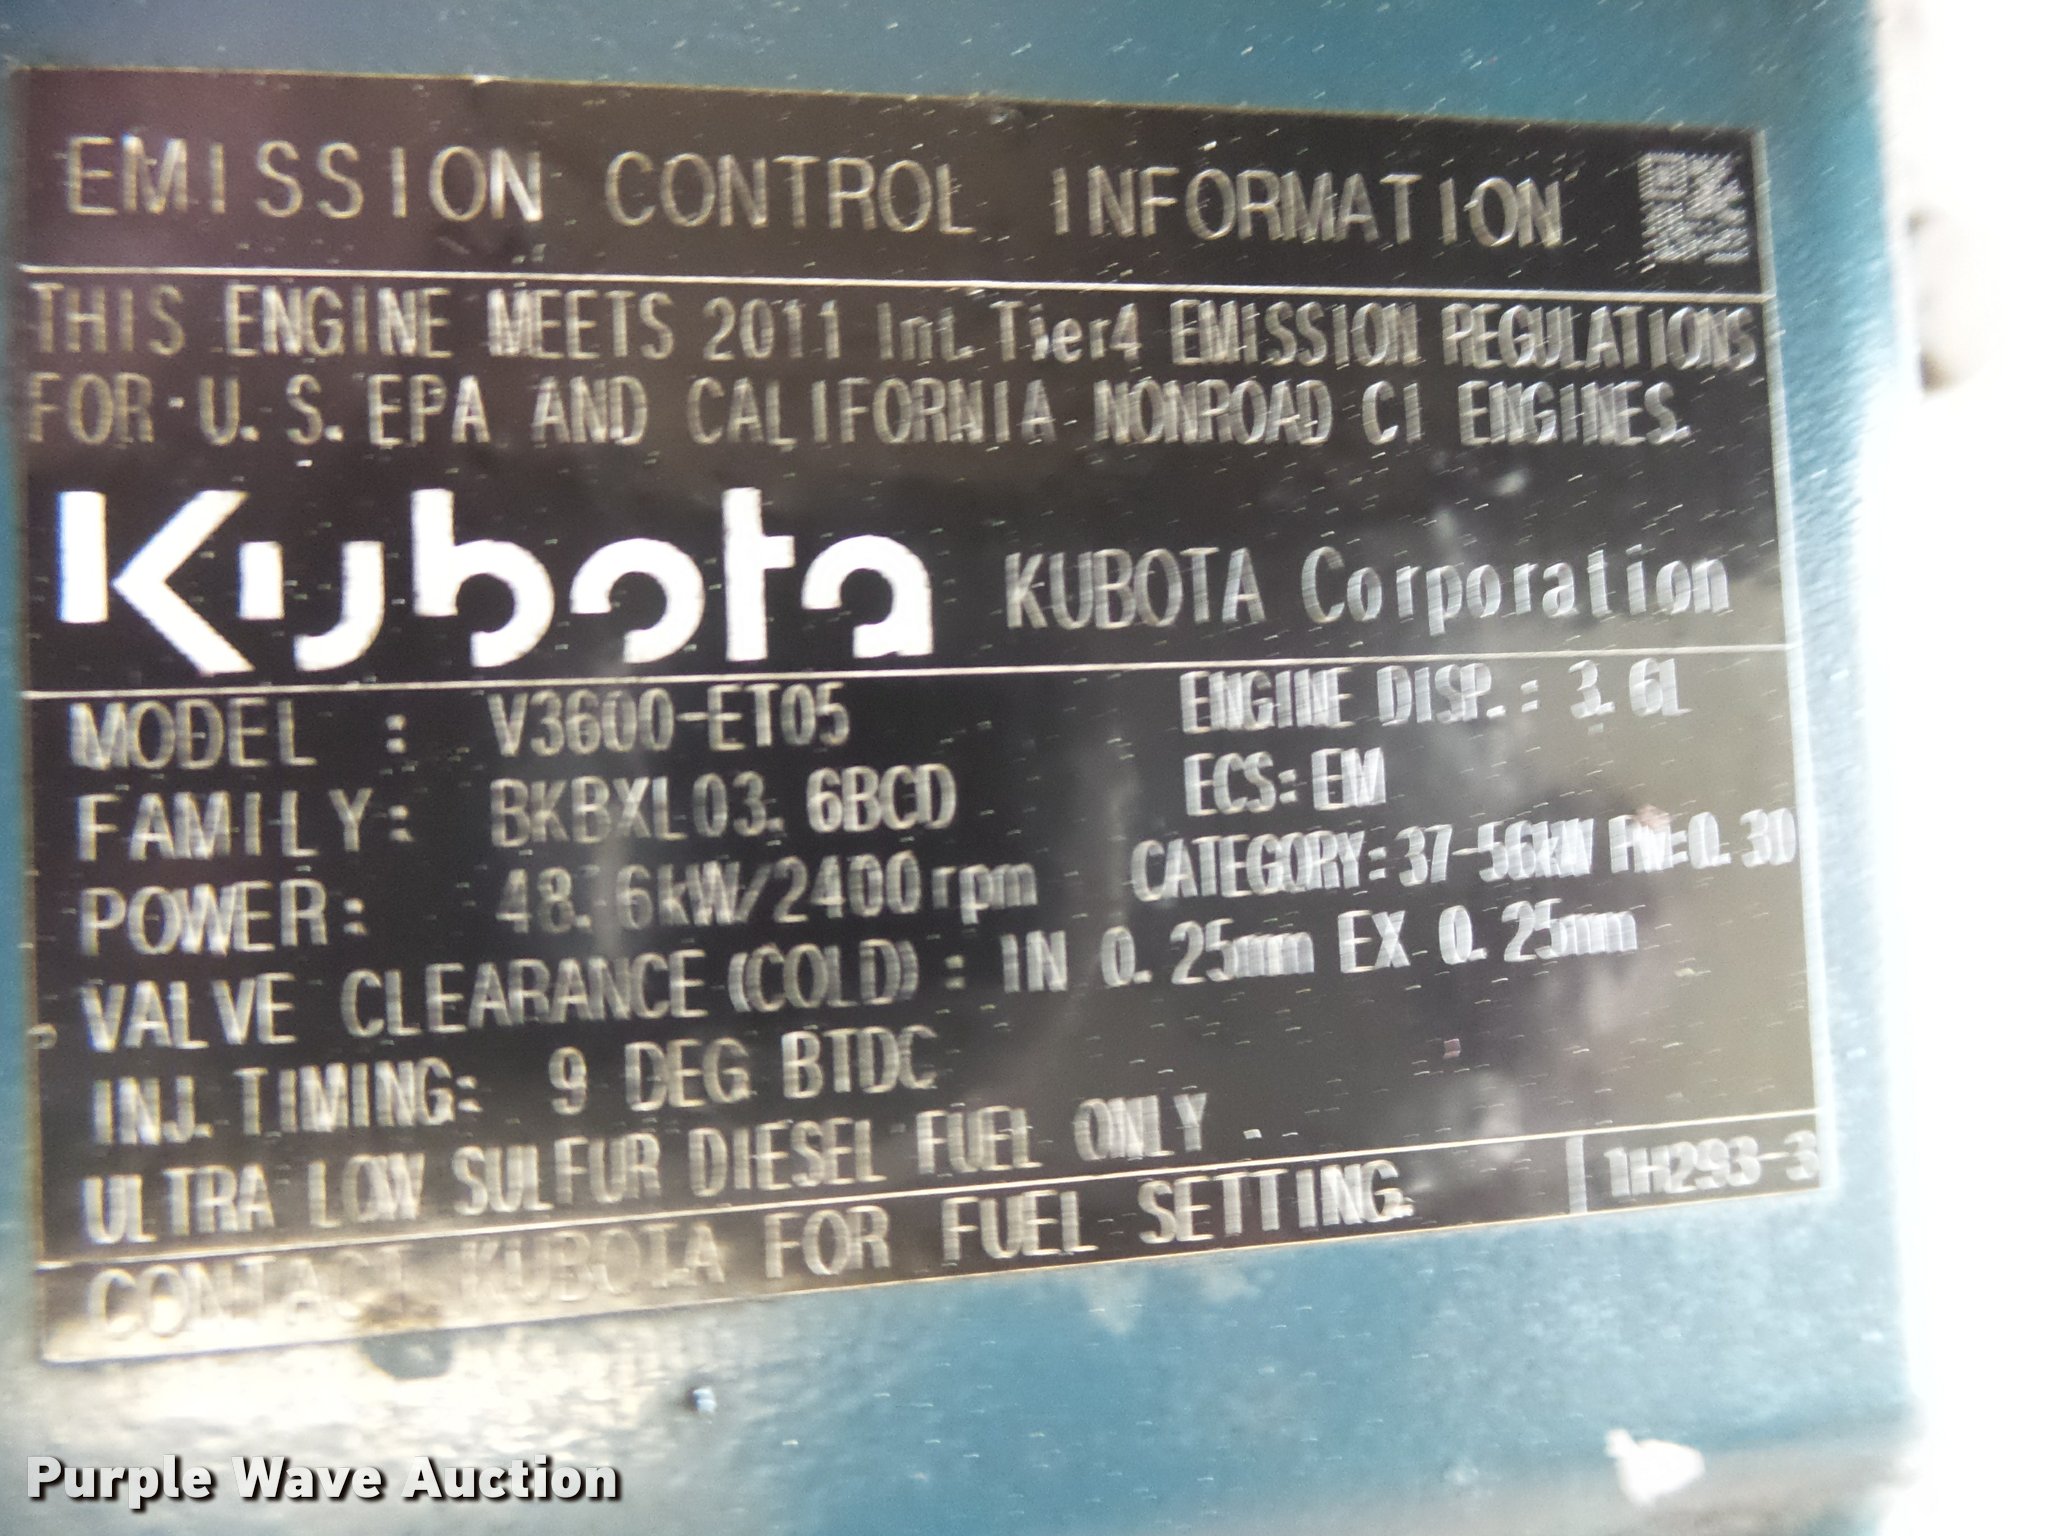 EMISSION CONTROL INFORMATION
THIS ENGINE MEETS 2011 Int. Tier4 EMISSION REGULATIONS
FOR U.S. EPA AND CALIFORNIA NONROAD CI ENGINES.
Kubota KUBOTA Corporation
MODEL : V3600-ET05 ENGINE DISP.: 3.6L
FAMILY: BKBXL03.6BCD ECS: EM
POWER: 48.6kW/2400rpm CATEGORY: 37-56kW PM=0.30
VALVE CLEARANCE (COLD) : IN 0.25mm EX 0.25mm
INJ. TIMING: 9 DEG BTDC
ULTRA LOW SULFUR DIESEL FUEL ONLY
CONTACT KUBOTA FOR FUEL SETTING. 1H293-3
Purple Wave Auction